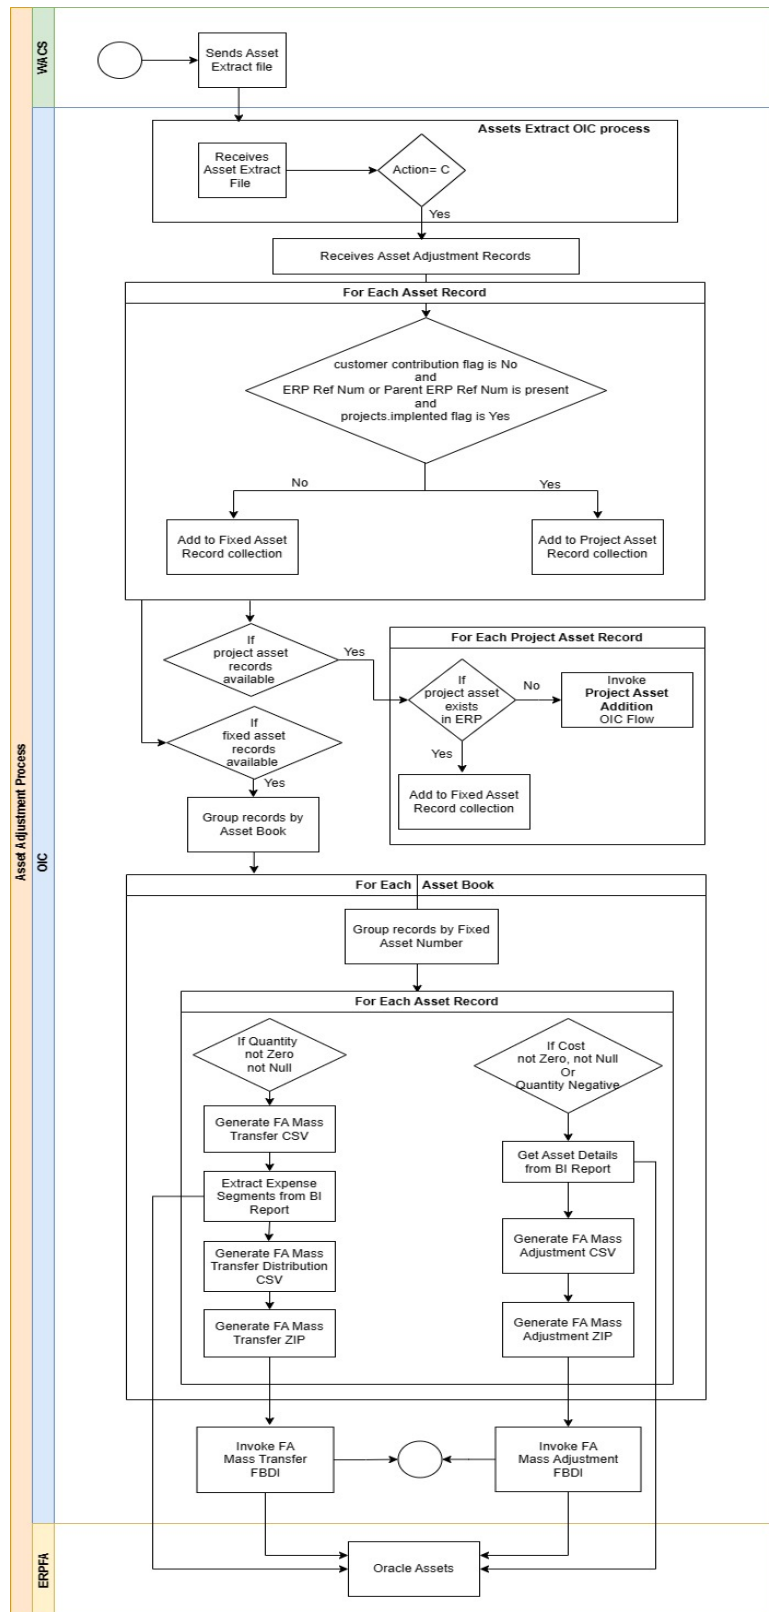 Asset Adjustment Process
WACS
Sends Asset
Extract file
OIC
Assets Extract OIC process
Receives
Asset Extract
File
Action= C
Yes
Receives Asset Adjustment Records
For Each Asset Record
customer contribution flag is No
and
ERP Ref Num or Parent ERP Ref Num is present
and
projects.implented flag is Yes
No
Yes
Add to Fixed Asset
Record collection
Add to Project Asset
Record collection
If
project asset
records
available
Yes
For Each Project Asset Record
If
project asset
exists
in ERP
No
Invoke
Project Asset
Addition
OIC Flow
Yes
Add to Fixed Asset
Record collection
If
fixed asset
records
available
Yes
Group records by
Asset Book
For Each Asset Book
Group records by Fixed
Asset Number
For Each Asset Record
If Quantity
not Zero
not Null
If Cost
not Zero, not Null
Or
Quantity Negative
Generate FA Mass
Transfer CSV
Get Asset Details
from BI Report
Extract Expense
Segments from BI
Report
Generate FA Mass
Adjustment CSV
Generate FA Mass
Transfer Distribution
CSV
Generate FA Mass
Transfer ZIP
Generate FA Mass
Adjustment ZIP
Invoke FA
Mass Transfer
FBDI
Invoke FA
Mass Adjustment
FBDI
ERPFA
Oracle Assets